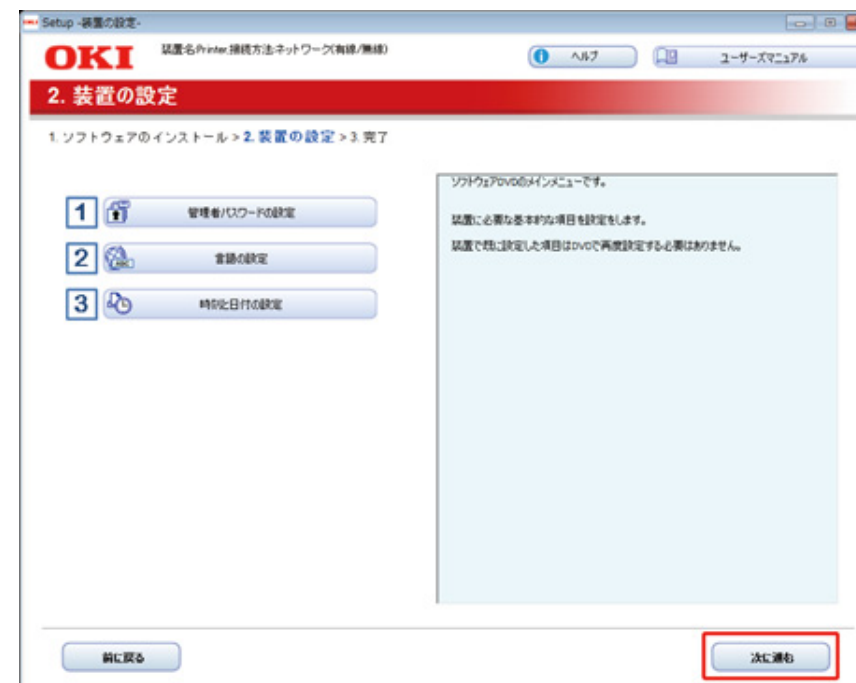 Setup -装置の設定-
OKI
装置名:Printer,接続方法:ネットワーク(有線/無線)
ヘルプ
ユーザーズマニュアル
2. 装置の設定
1. ソフトウェアのインストール > 2. 装置の設定 > 3. 完了
1 管理者パスワードの設定
2 言語の設定
3 時刻と日付の設定
ソフトウェアDVDのメインメニューです。
装置に必要な基本的な項目を設定をします。
装置で既に設定した項目はDVDで再度設定する必要はありません。
前に戻る
次に進む